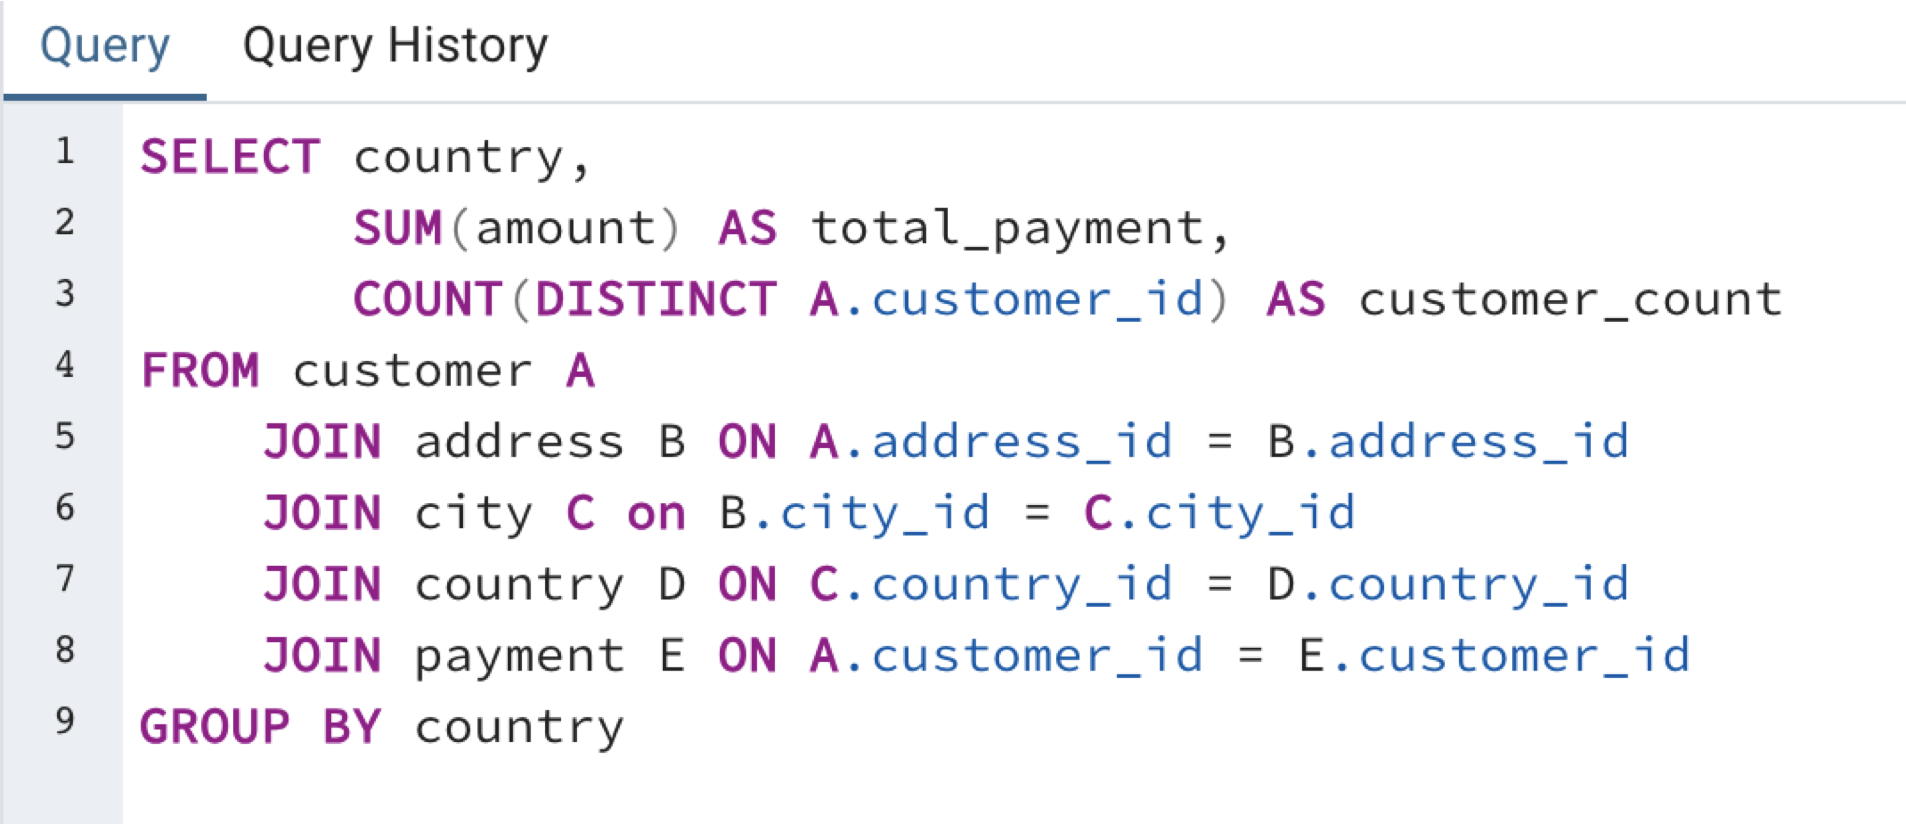 Query Query History
1 SELECT country,
2 SUM(amount) AS total_payment,
3 COUNT(DISTINCT A.customer_id) AS customer_count
4 FROM customer A
5 JOIN address B ON A.address_id = B.address_id
6 JOIN city C on B.city_id = C.city_id
7 JOIN country D ON C.country_id = D.country_id
8 JOIN payment E ON A.customer_id = E.customer_id
9 GROUP BY country